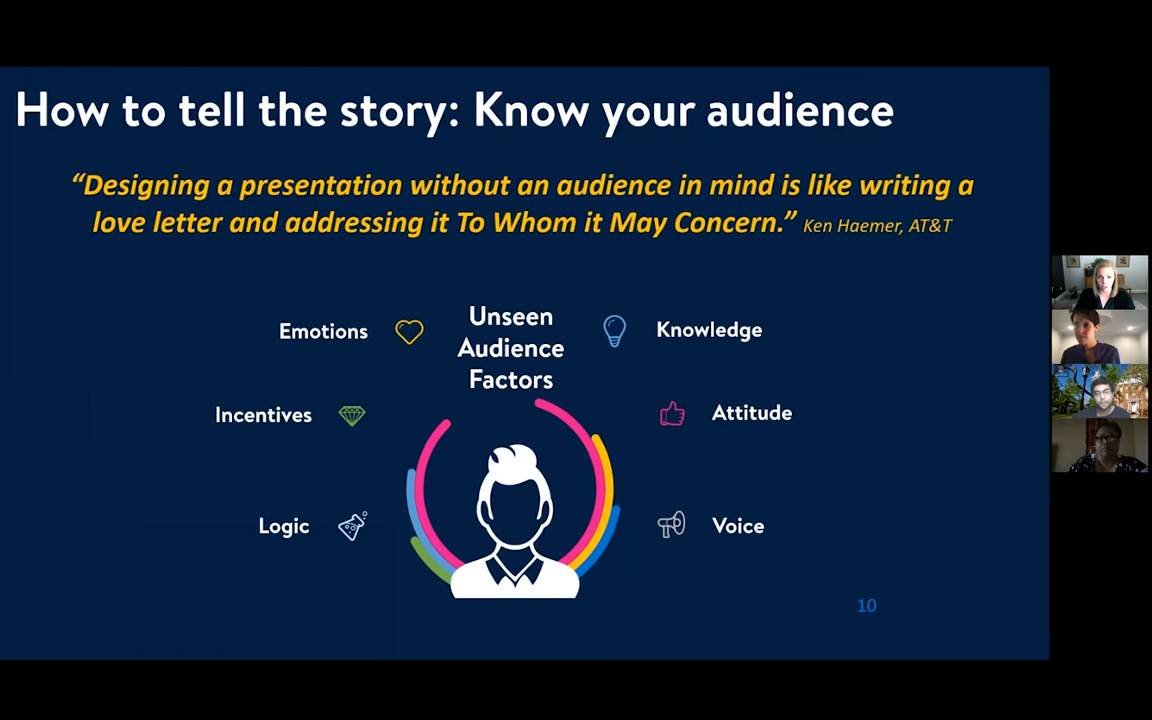 How to tell the story: Know your audience
“Designing a presentation without an audience in mind is like writing a
love letter and addressing it To Whom it May Concern.” Ken Haemer, AT&T
Unseen
Audience
Factors
Emotions
Knowledge
Incentives
Attitude
Logic
Voice
10